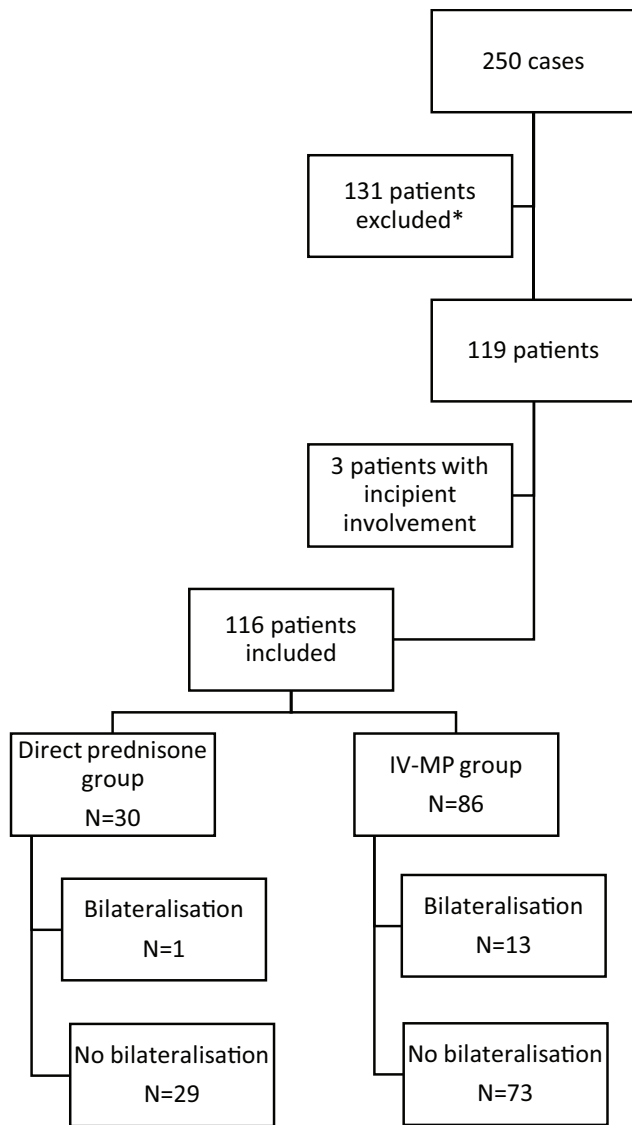 250 cases
131 patients
excluded*
119 patients
3 patients with
incipient
involvement
116 patients
included
Direct prednisone
group
N=30
IV-MP group
N=86
Bilateralisation
N=1
Bilateralisation
N=13
No bilateralisation
N=29
No bilateralisation
N=73